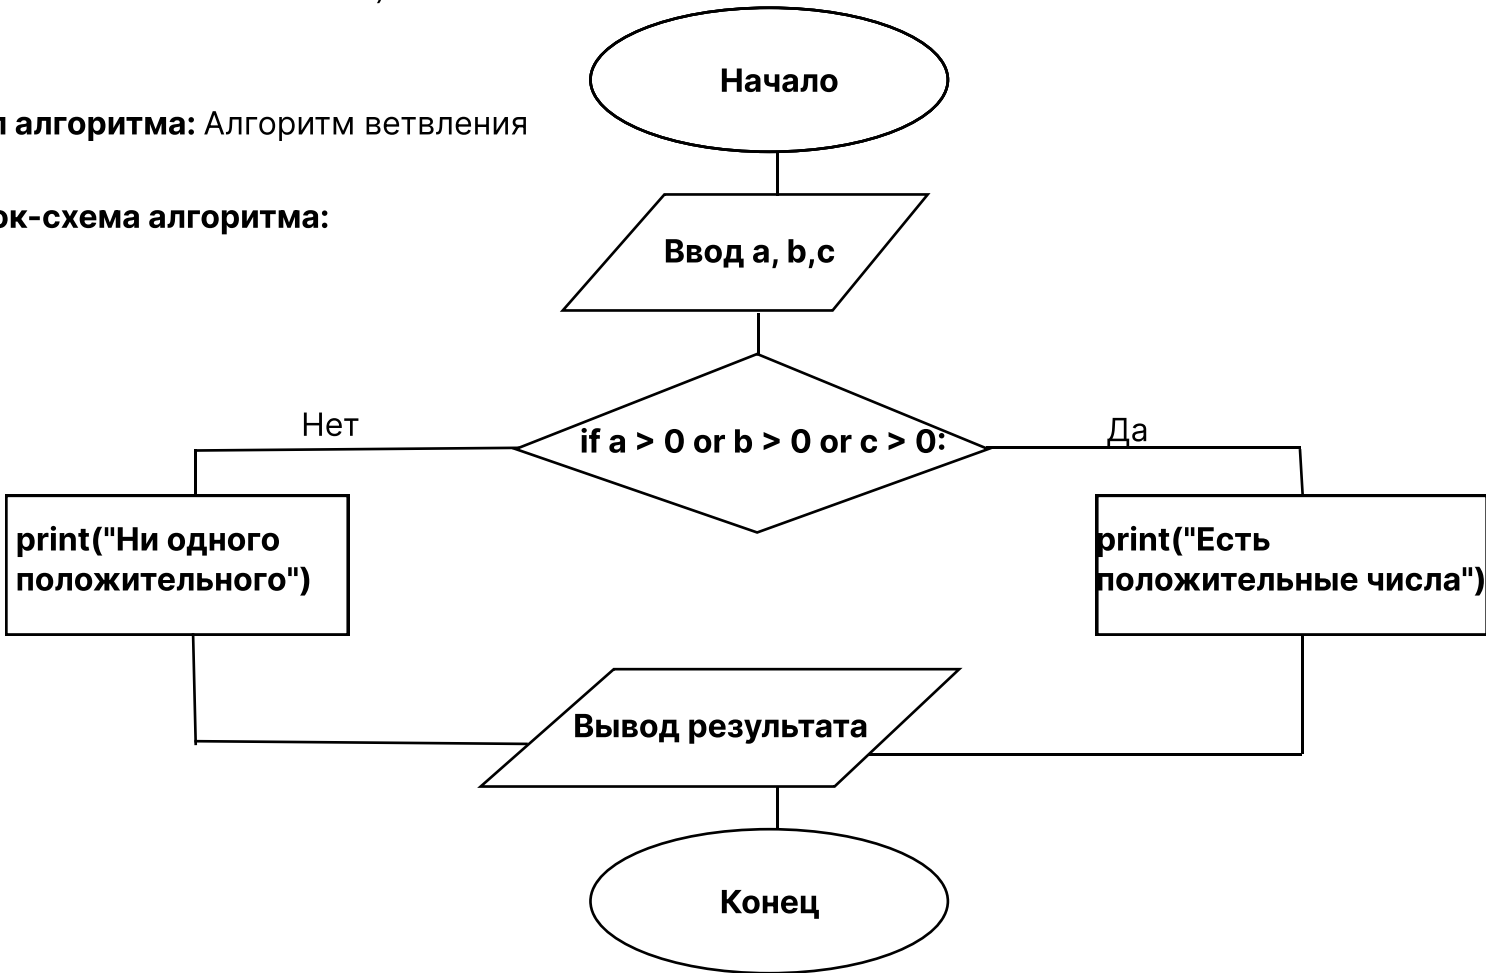 Начало
алгоритма: Алгоритм ветвления
ок-схема алгоритма:
Ввод a, b,c
if a > 0 or b > 0 or c > 0:
Нет
Да
print("Ни одного
положительного")
print("Есть
положительные числа")
Вывод результата
Конец